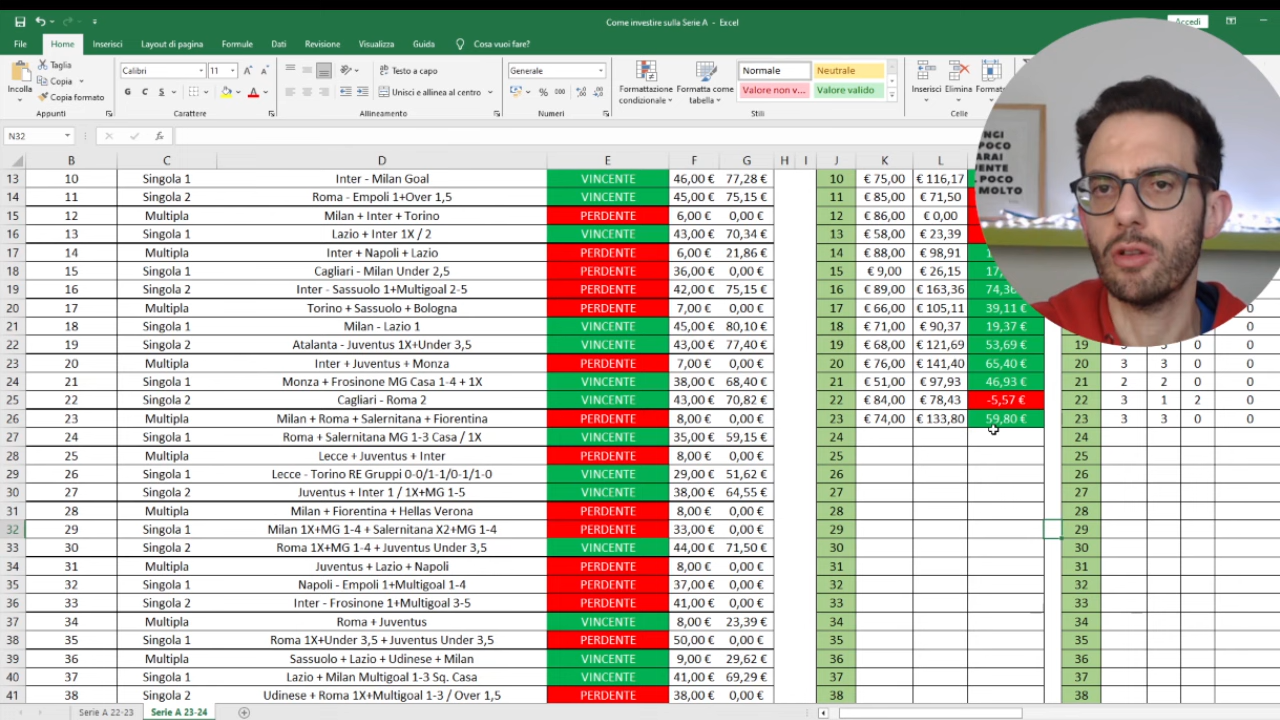 Come investire sulla Serie A - Excel
Accedi
File Home Inserisci Layout di pagina Formule Dati Revisione Visualizza Guida Cosa vuoi fare?
Incolla
Taglia
Copia
Copia formato
Appunti
Calibri 11
G C S
Carattere
Testo a capo
Unisci e allinea al centro
Allineamento
Generale
Numeri
Formattazione condizionale
Formatta come tabella
Normale Neutrale
Valore non v... Valore valido
Stili
Inserisci Elimina
Celle
POCO
ARAI
ENTE
POCO
MOLTO
N32
fx
B C D E F G H I J K L
13 10 Singola 1 Inter - Milan Goal VINCENTE 46,00 € 77,28 € 10 € 75,00 € 116,17
14 11 Singola 2 Roma - Empoli 1+Over 1,5 VINCENTE 45,00 € 75,15 € 11 € 85,00 € 71,50
15 12 Multipla Milan + Inter + Torino PERDENTE 6,00 € 0,00 € 12 € 86,00 € 0,00
16 13 Singola 1 Lazio + Inter 1X / 2 VINCENTE 43,00 € 70,34 € 13 € 58,00 € 23,39
17 14 Multipla Inter + Napoli + Lazio PERDENTE 6,00 € 21,86 € 14 € 88,00 € 98,91
18 15 Singola 1 Cagliari - Milan Under 2,5 PERDENTE 36,00 € 0,00 € 15 € 9,00 € 26,15
19 16 Singola 2 Inter - Sassuolo 1+Multigoal 2-5 PERDENTE 42,00 € 75,15 € 16 € 89,00 € 163,36 74,36
20 17 Multipla Torino + Sassuolo + Bologna PERDENTE 7,00 € 0,00 € 17 € 66,00 € 105,11 39,11 € 0
21 18 Singola 1 Milan - Lazio 1 VINCENTE 45,00 € 80,10 € 18 € 71,00 € 90,37 19,37 € 0
22 19 Singola 2 Atalanta - Juventus 1X+Under 3,5 VINCENTE 43,00 € 77,40 € 19 € 68,00 € 121,69 53,69 € 19 0 0
23 20 Multipla Inter + Juventus + Monza PERDENTE 7,00 € 0,00 € 20 € 76,00 € 141,40 65,40 € 20 3 3 0 0
24 21 Singola 1 Monza + Frosinone MG Casa 1-4 + 1X VINCENTE 38,00 € 68,40 € 21 € 51,00 € 97,93 46,93 € 21 2 2 0 0
25 22 Singola 2 Cagliari - Roma 2 VINCENTE 43,00 € 70,82 € 22 € 84,00 € 78,43 -5,57 € 22 3 1 2 0
26 23 Multipla Milan + Roma + Salernitana + Fiorentina PERDENTE 8,00 € 0,00 € 23 € 74,00 € 133,80 59,80 € 23 3 3 0 0
27 24 Singola 1 Roma + Salernitana MG 1-3 Casa / 1X VINCENTE 35,00 € 59,15 € 24 24
28 25 Multipla Lecce + Juventus + Inter PERDENTE 8,00 € 0,00 € 25 25
29 26 Singola 1 Lecce - Torino RE Gruppi 0-0/1-1/0-1/1-0 VINCENTE 29,00 € 51,62 € 26 26
30 27 Singola 2 Juventus + Inter 1 / 1X+MG 1-5 VINCENTE 38,00 € 64,55 € 27 27
31 28 Multipla Milan + Fiorentina + Hellas Verona PERDENTE 8,00 € 0,00 € 28 28
32 29 Singola 1 Milan 1X+MG 1-4 + Salernitana X2+MG 1-4 PERDENTE 33,00 € 0,00 € 29 29
33 30 Singola 2 Roma 1X+MG 1-4 + Juventus Under 3,5 VINCENTE 44,00 € 71,50 € 30 30
34 31 Multipla Juventus + Lazio + Napoli PERDENTE 8,00 € 0,00 € 31 31
35 32 Singola 1 Napoli - Empoli 1+Multigoal 1-4 PERDENTE 37,00 € 0,00 € 32 32
36 33 Singola 2 Inter - Frosinone 1+Multigoal 3-5 PERDENTE 41,00 € 0,00 € 33 33
37 34 Multipla Roma + Juventus VINCENTE 8,00 € 23,39 € 34 34
38 35 Singola 1 Roma 1X+Under 3,5 + Juventus Under 3,5 PERDENTE 50,00 € 0,00 € 35 35
39 36 Multipla Sassuolo + Lazio + Udinese + Milan VINCENTE 9,00 € 29,62 € 36 36
40 37 Singola 1 Lazio + Milan Multigoal 1-3 Sq. Casa VINCENTE 41,00 € 69,29 € 37 37
41 38 Singola 2 Udinese + Roma 1X+Multigoal 1-3 / Over 1,5 PERDENTE 38,00 € 0,00 € 38 38
Serie A 22-23 Serie A 23-24